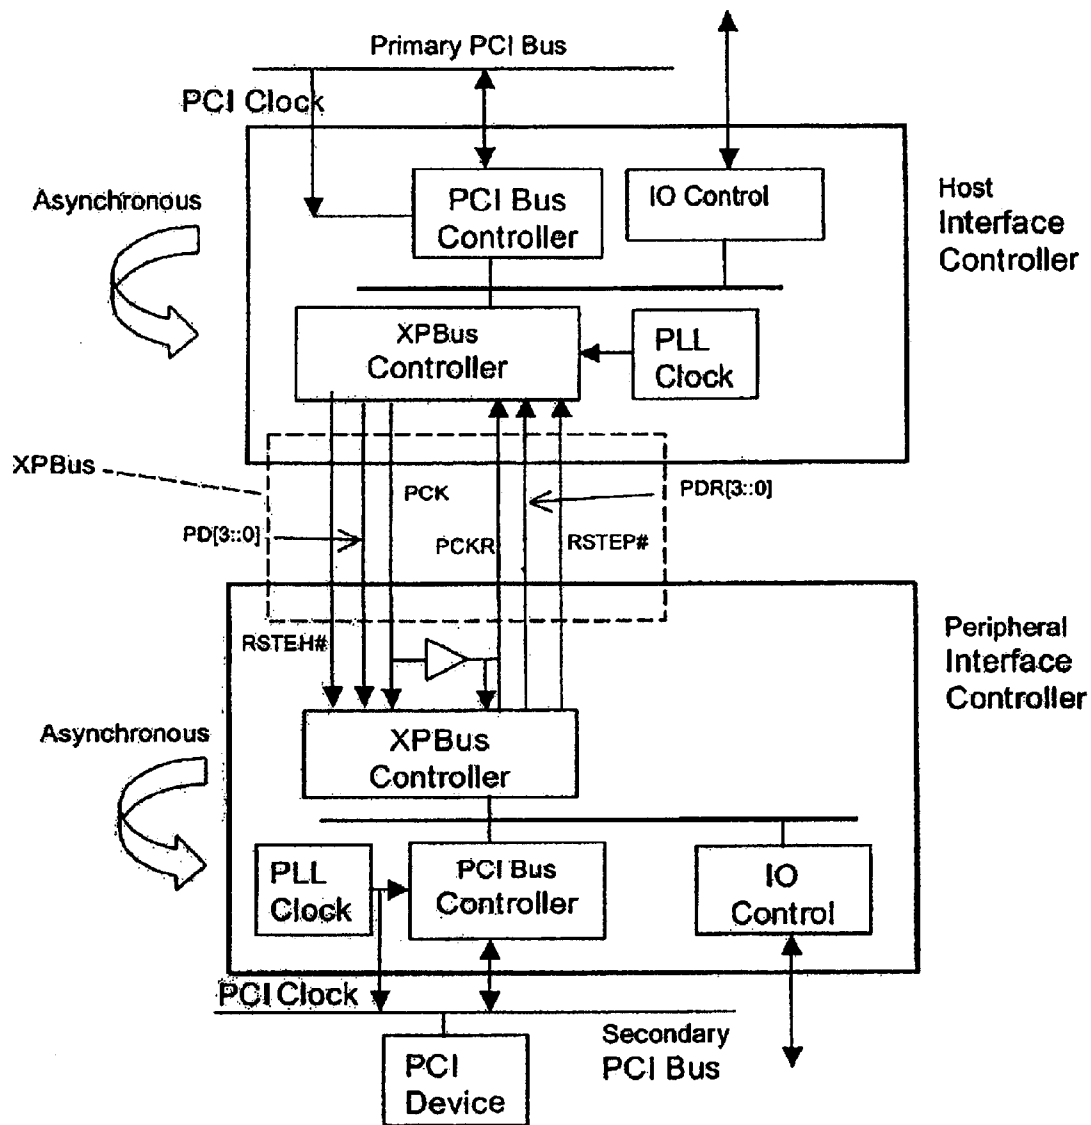 Primary PCI Bus
PCI Clock
Asynchronous
PCI Bus
Controller
IO Control
Host
Interface
Controller
XPBus
Controller
PLL
Clock
XPBus
PCK
PDR[3::0]
PD[3::0]
PCKR
RSTEP#
RSTEH#
Peripheral
Interface
Controller
Asynchronous
XPBus
Controller
PLL
Clock
PCI Bus
Controller
IO
Control
PCI Clock
Secondary
PCI Bus
PCI
Device